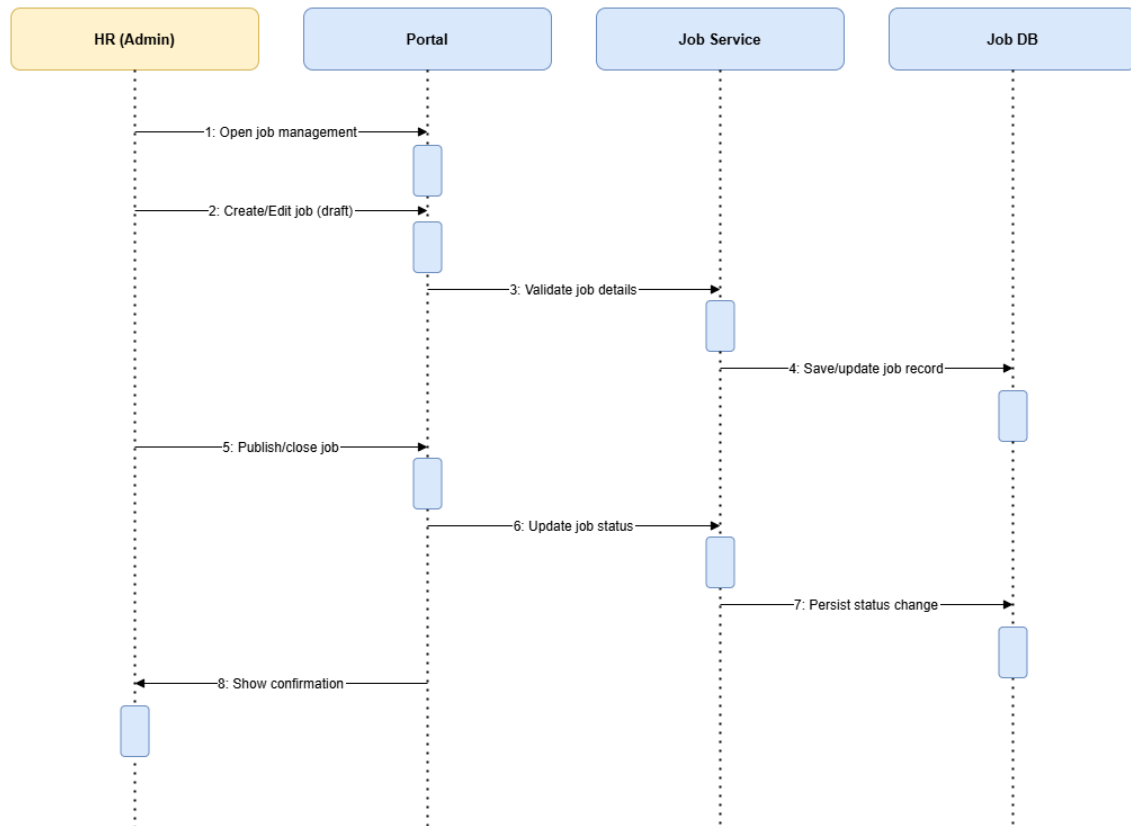 HR (Admin)
Portal
Job Service
Job DB
1: Open job management
2: Create/Edit job (draft)
3: Validate job details
4: Save/update job record
5: Publish/close job
6: Update job status
7: Persist status change
8: Show confirmation